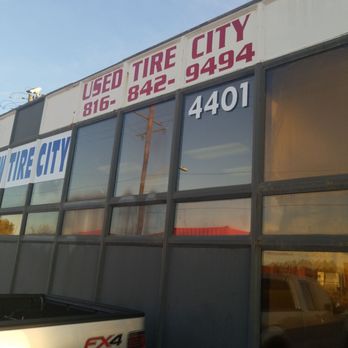 USED TIRE CITY
816- 842- 9494
4401
TIRE CITY
FX4